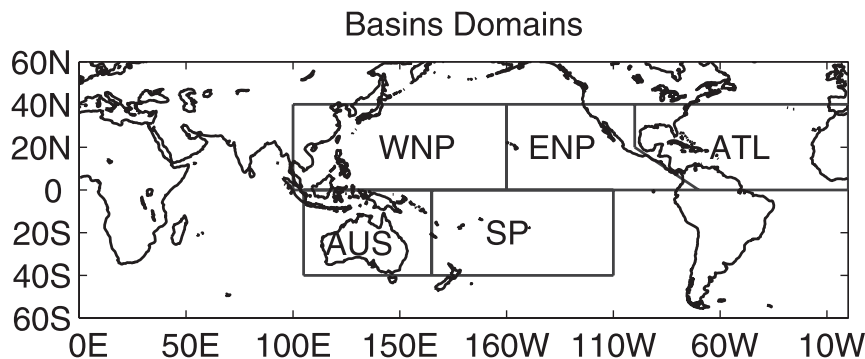 Basins Domains
60N
40N
20N
0
20S
40S
60S
WNP ENP ATL
AUS SP
0E 50E 100E 150E 160W 110W 60W 10W